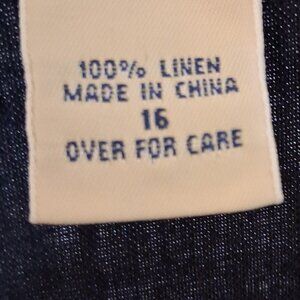 100% LINEN
MADE IN CHINA
16
OVER FOR CARE